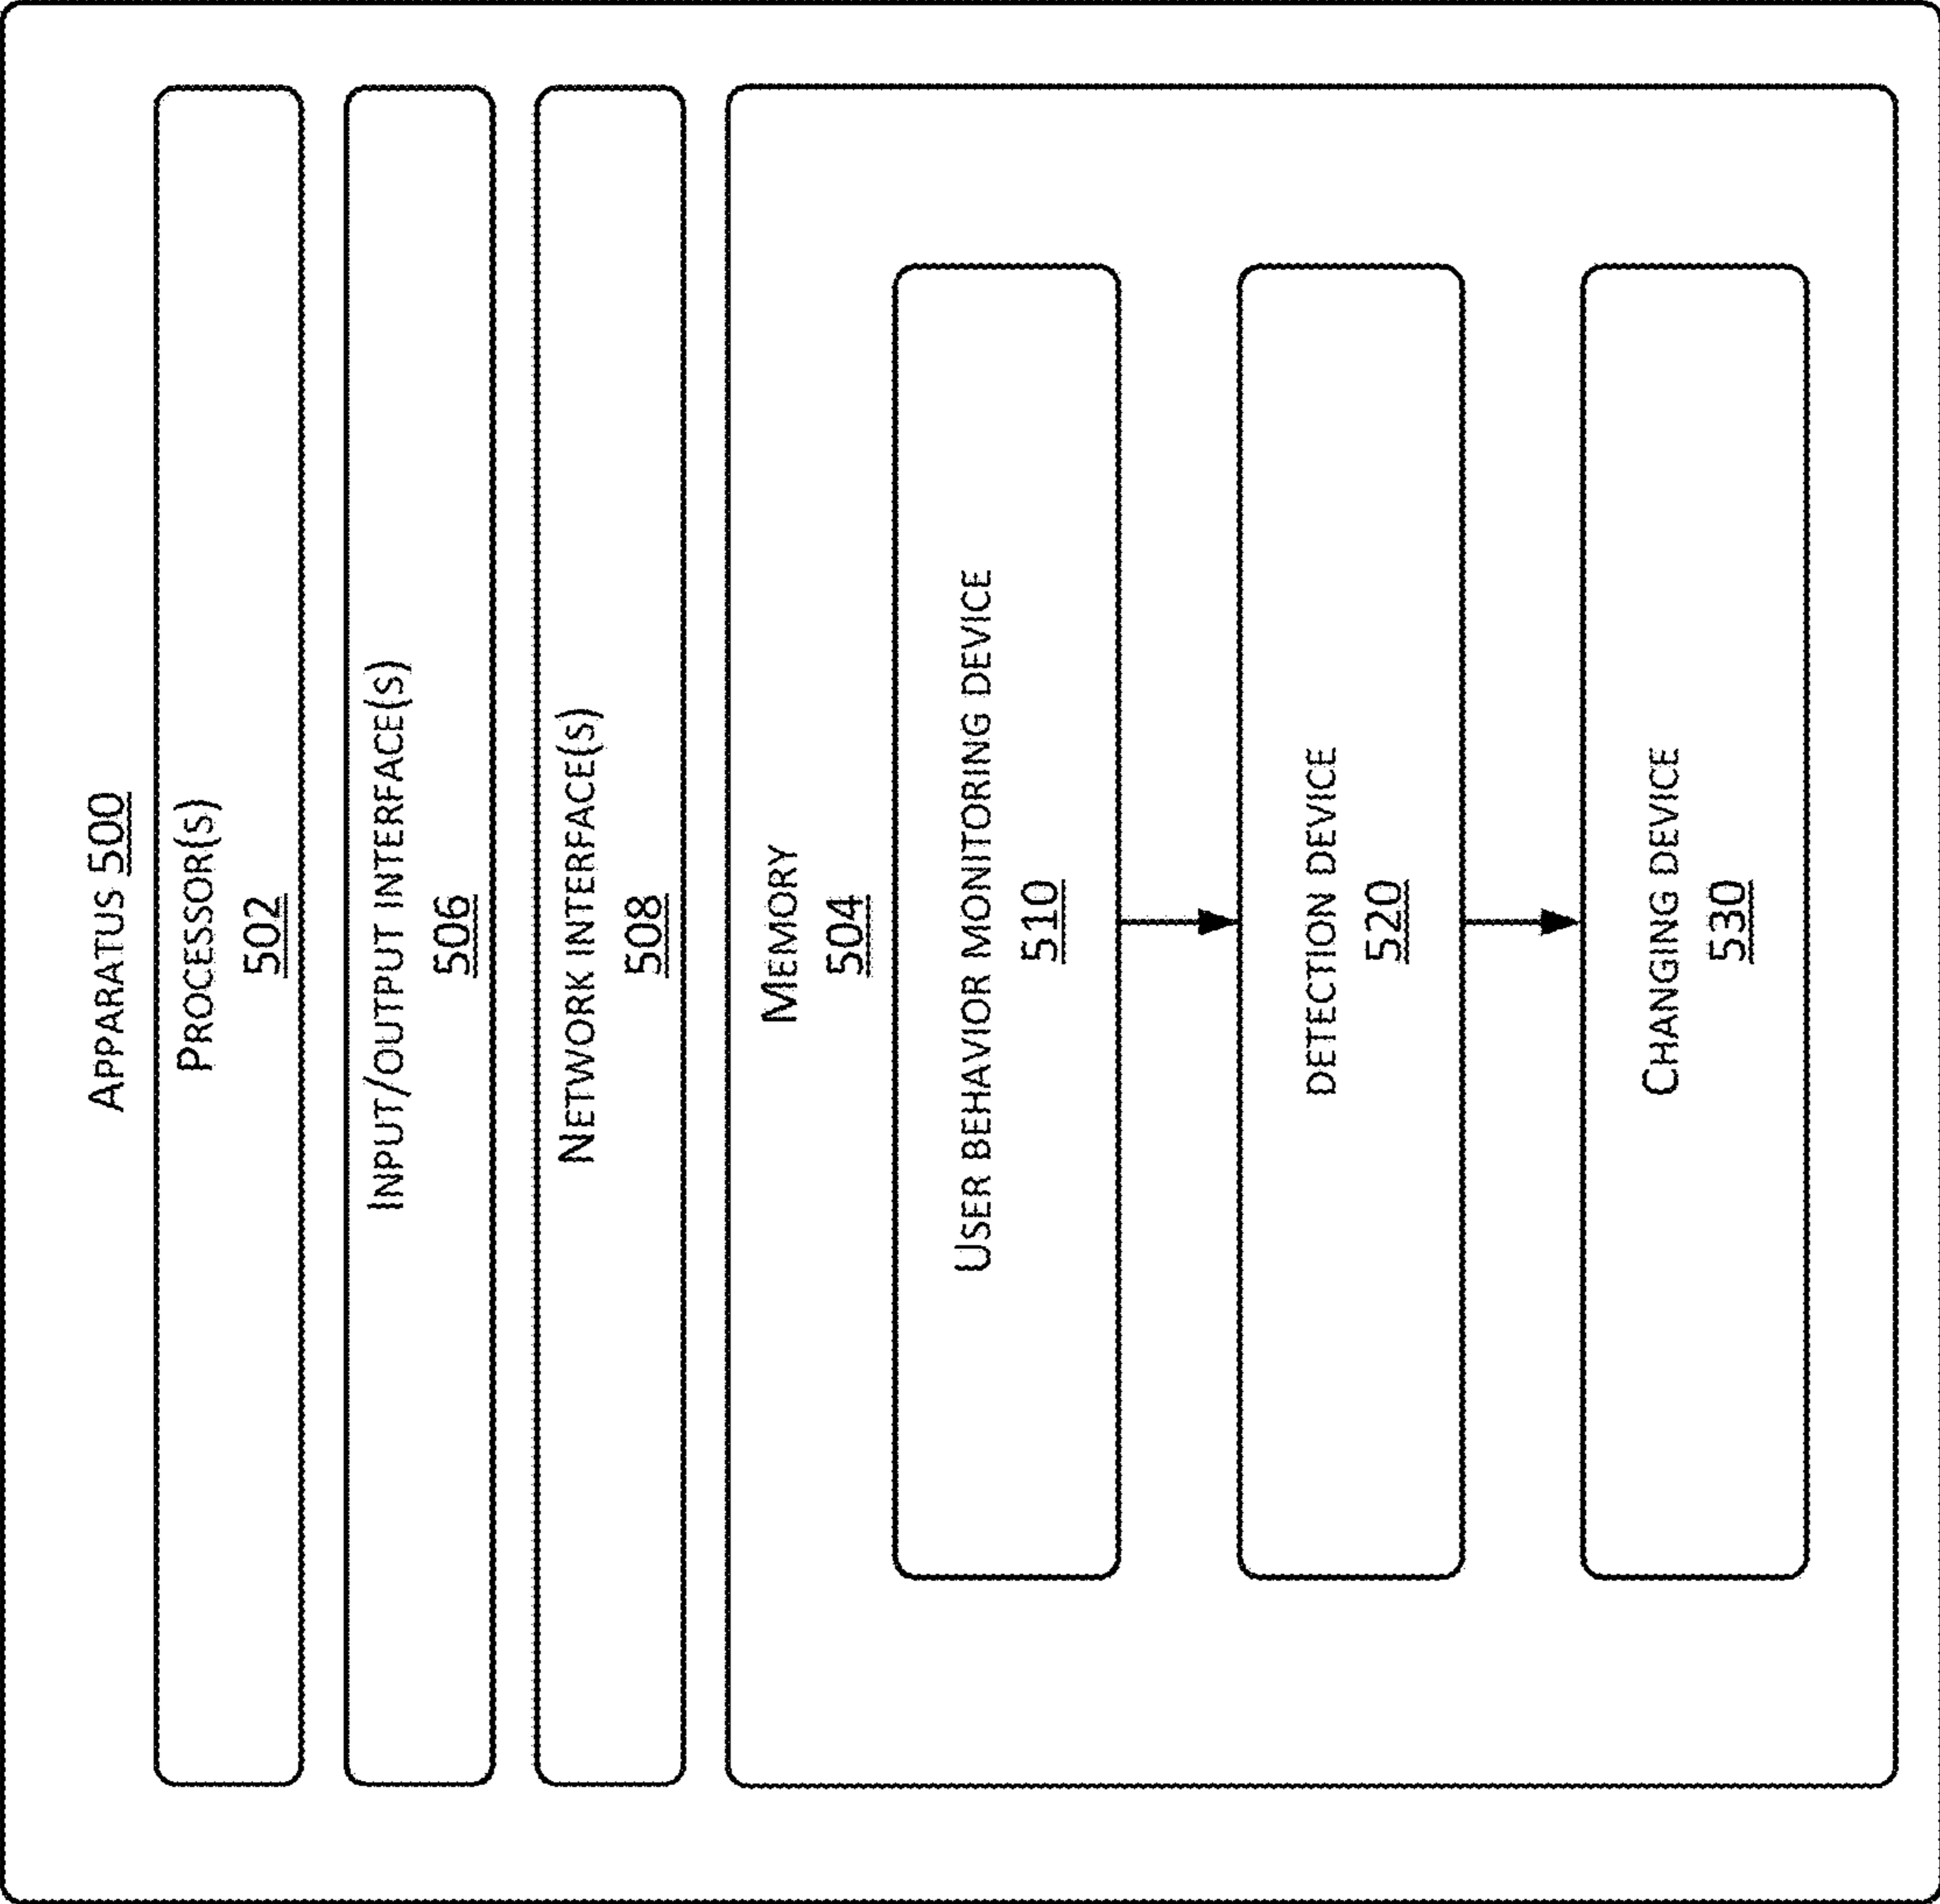 Apparatus 500
Processor(s)
502
Input/output interface(s)
506
Network interface(s)
508
Memory
504
User behavior monitoring device
510
detection device
520
Changing device
530